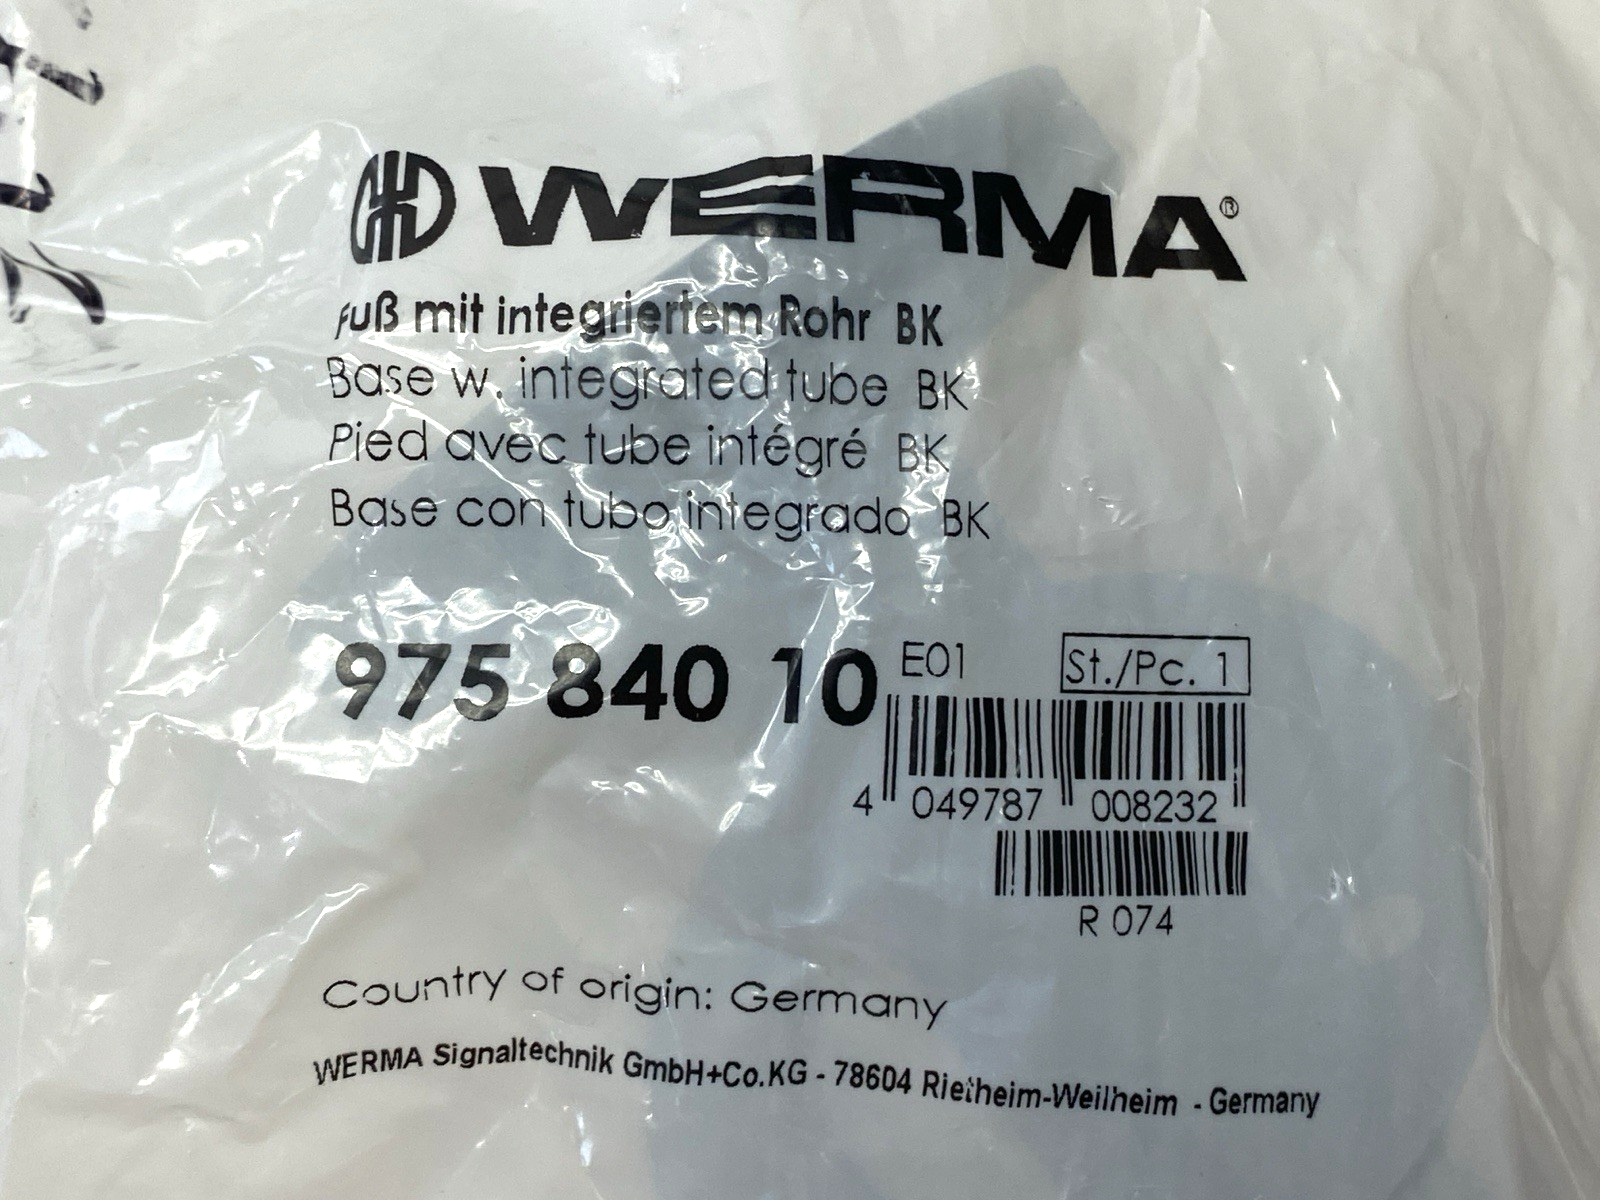 WERMA®
Fuß mit integriertem Rohr BK
Base w. integrated tube BK
Pied avec tube intégré BK
Base con tubo integrado BK
975 840 10
E01
St./Pc. 1
4 049787 008232
R 074
Country of origin: Germany
WERMA Signaltechnik GmbH+Co.KG - 78604 Rietheim-Weilheim - Germany